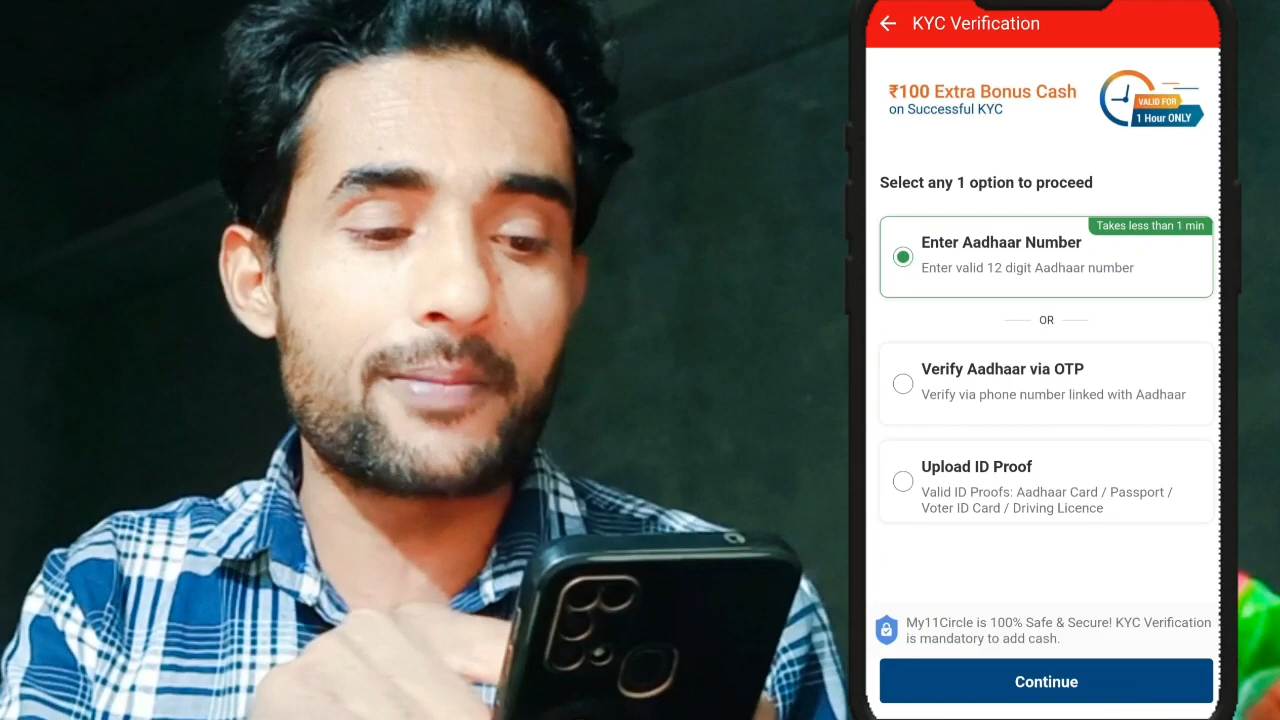 KYC Verification
₹100 Extra Bonus Cash
on Successful KYC
VALID FOR
1 Hour ONLY
Select any 1 option to proceed
Takes less than 1 min
Enter Aadhaar Number
Enter valid 12 digit Aadhaar number
OR
Verify Aadhaar via OTP
Verify via phone number linked with Aadhaar
Upload ID Proof
Valid ID Proofs: Aadhaar Card / Passport /
Voter ID Card / Driving Licence
My11Circle is 100% Safe & Secure! KYC Verification
is mandatory to add cash.
Continue